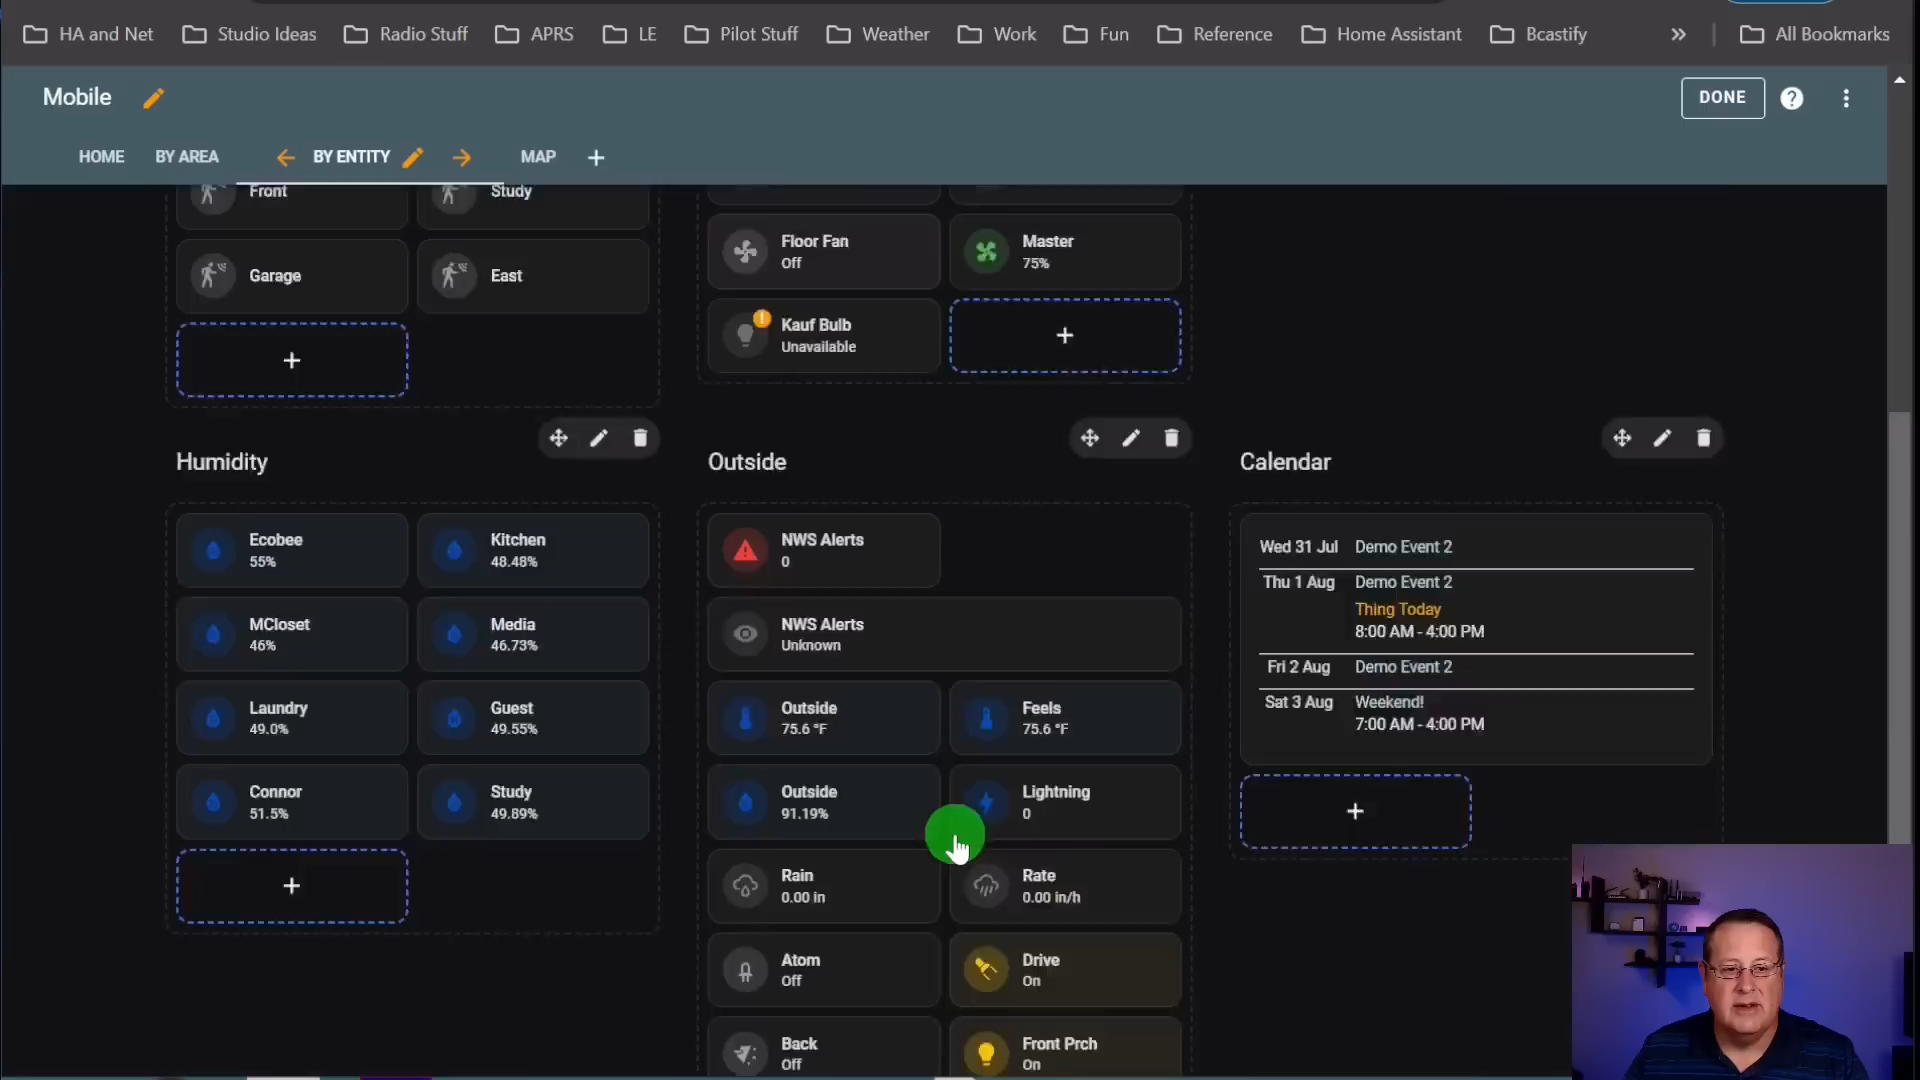 HA and Net
Studio Ideas
Radio Stuff
APRS
LE
Pilot Stuff
Weather
Work
Fun
Reference
Home Assistant
Bcastify
»
All Bookmarks
Mobile
DONE
HOME
BY AREA
BY ENTITY
MAP
Front
Study
Garage
East
Floor Fan
Off
Master
75%
Kauf Bulb
Unavailable
Humidity
Ecobee
55%
Kitchen
48.48%
MCloset
46%
Media
46.73%
Laundry
49.0%
Guest
49.55%
Connor
51.5%
Study
49.89%
Outside
NWS Alerts
0
NWS Alerts
Unknown
Outside
75.6 °F
Feels
75.6 °F
Outside
91.19%
Lightning
0
Rain
0.00 in
Rate
0.00 in/h
Atom
Off
Drive
On
Back
Off
Front Prch
On
Calendar
Wed 31 Jul Demo Event 2
Thu 1 Aug Demo Event 2
Thing Today
8:00 AM - 4:00 PM
Fri 2 Aug Demo Event 2
Sat 3 Aug Weekend!
7:00 AM - 4:00 PM